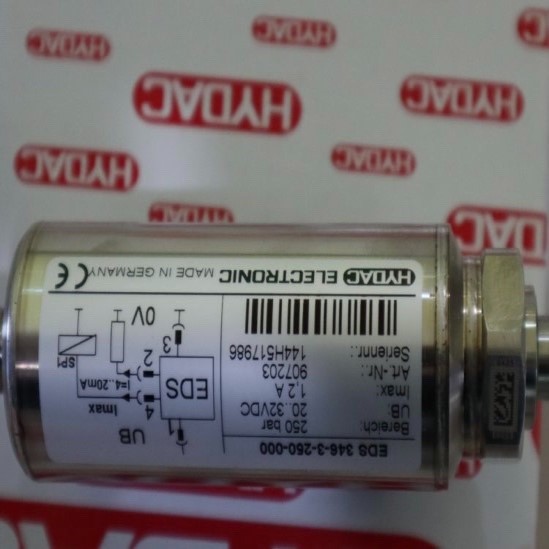 EDS 346-3-250-000
Bereich: 250 bar
UB: 20..32VDC
Imax: 1,2 A
Art.-Nr.: 907203
Seriennr.: 144H517986
UB
1
4
Imax
EDS
2
I=4..20mA
SP1
3
0V
HYDAC ELECTRONIC MADE IN GERMANY CE
HYDAC
HYDAC
HYDAC
HYDAC
HYDAC
HYDAC
HYDAC